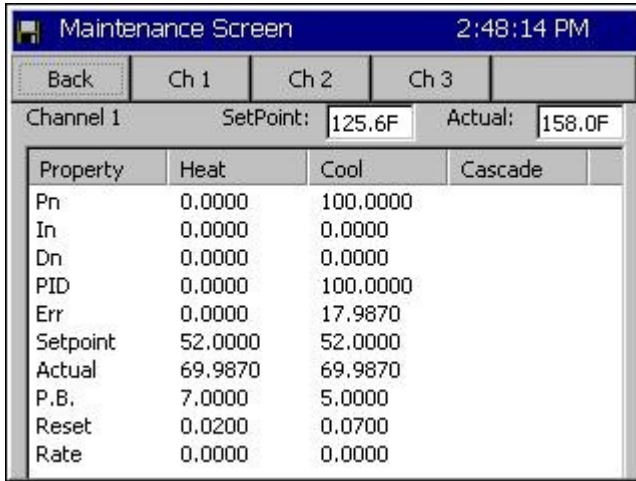 Maintenance Screen 2:48:14 PM
Back Ch 1 Ch 2 Ch 3
Channel 1 SetPoint: 125.6F Actual: 158.0F
Property Heat Cool Cascade
Pn 0.0000 100.0000
In 0.0000 0.0000
Dn 0.0000 0.0000
PID 0.0000 100.0000
Err 0.0000 17.9870
Setpoint 52.0000 52.0000
Actual 69.9870 69.9870
P.B. 7.0000 5.0000
Reset 0.0200 0.0700
Rate 0.0000 0.0000